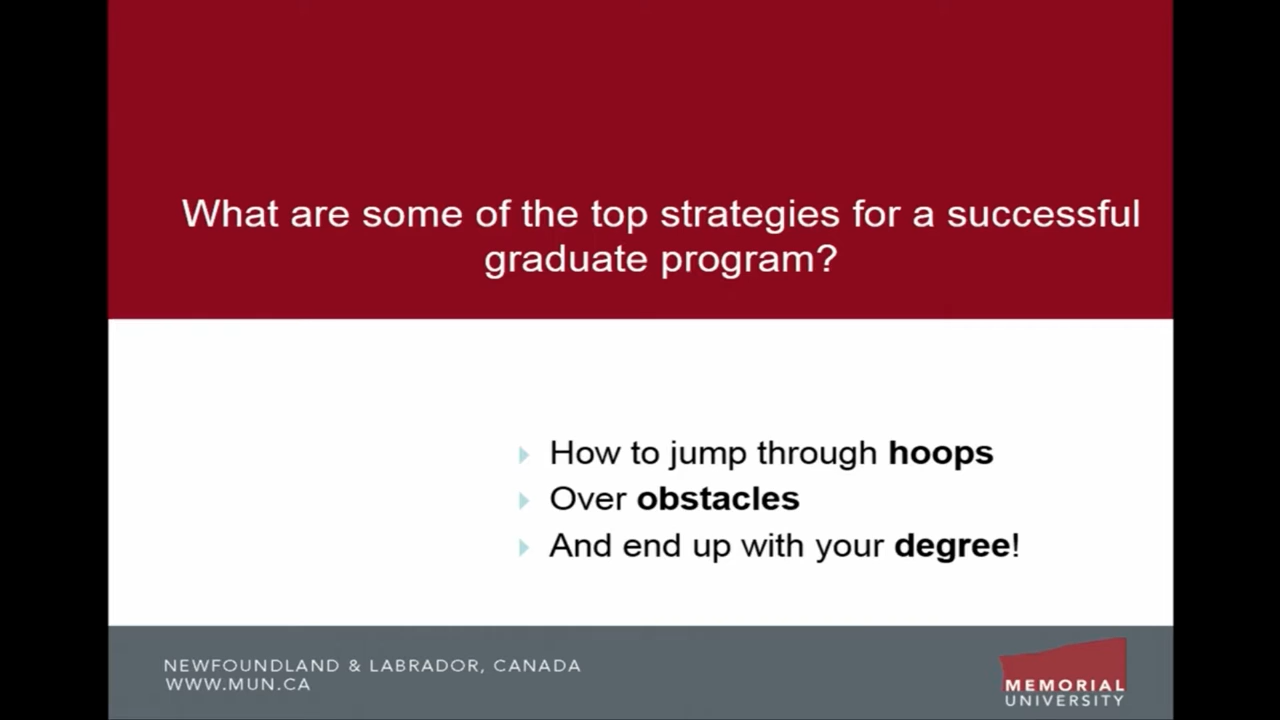 What are some of the top strategies for a successful
graduate program?
How to jump through hoops
Over obstacles
And end up with your degree!
NEWFOUNDLAND & LABRADOR, CANADA
WWW.MUN.CA
MEMORIAL
UNIVERSITY